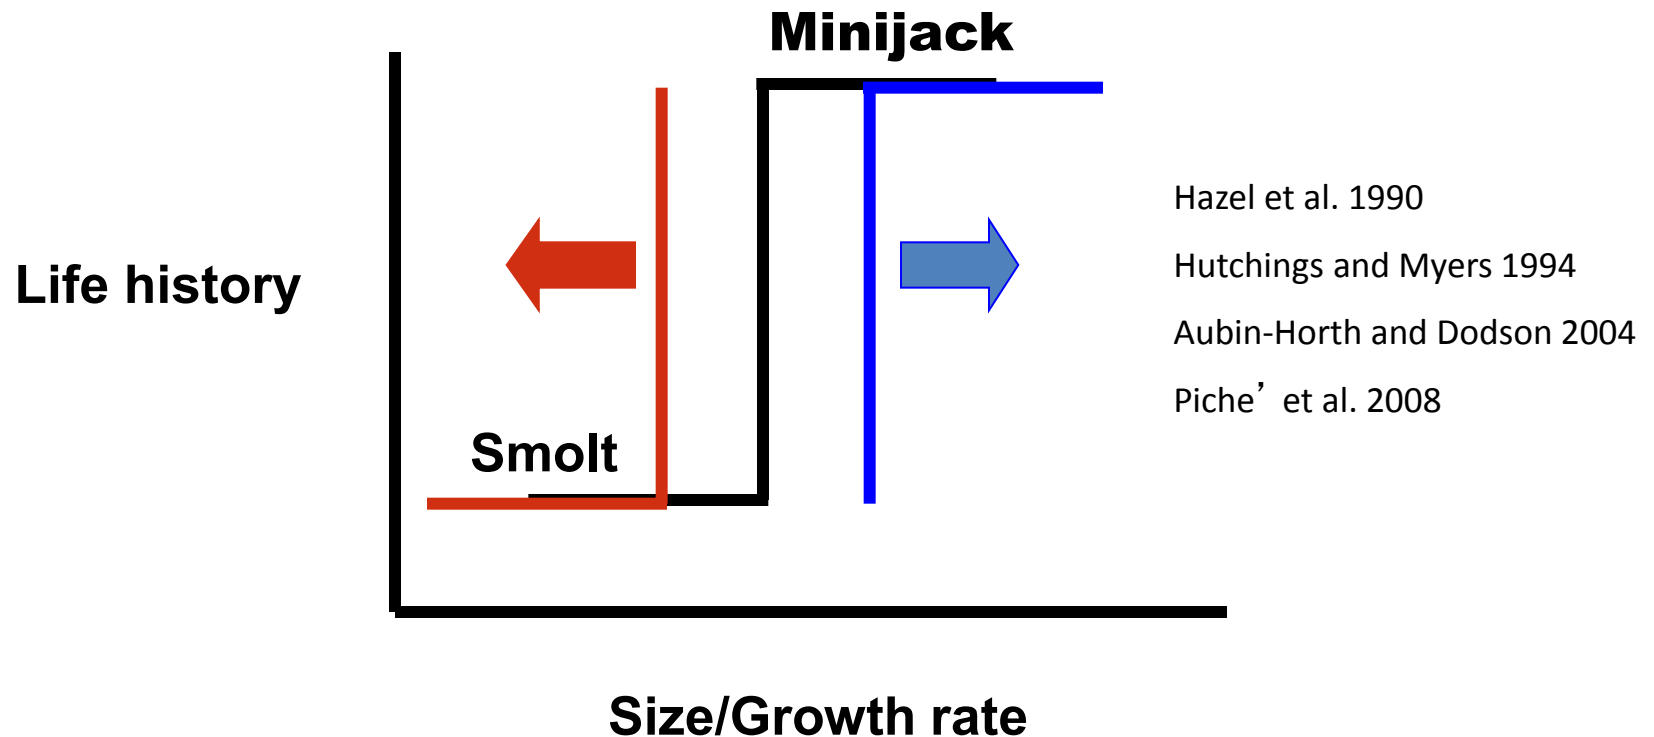 Minijack
Hazel et al. 1990
Life history
Hutchings and Myers 1994
Aubin-Horth and Dodson 2004
Piche’ et al. 2008
Smolt
Size/Growth rate